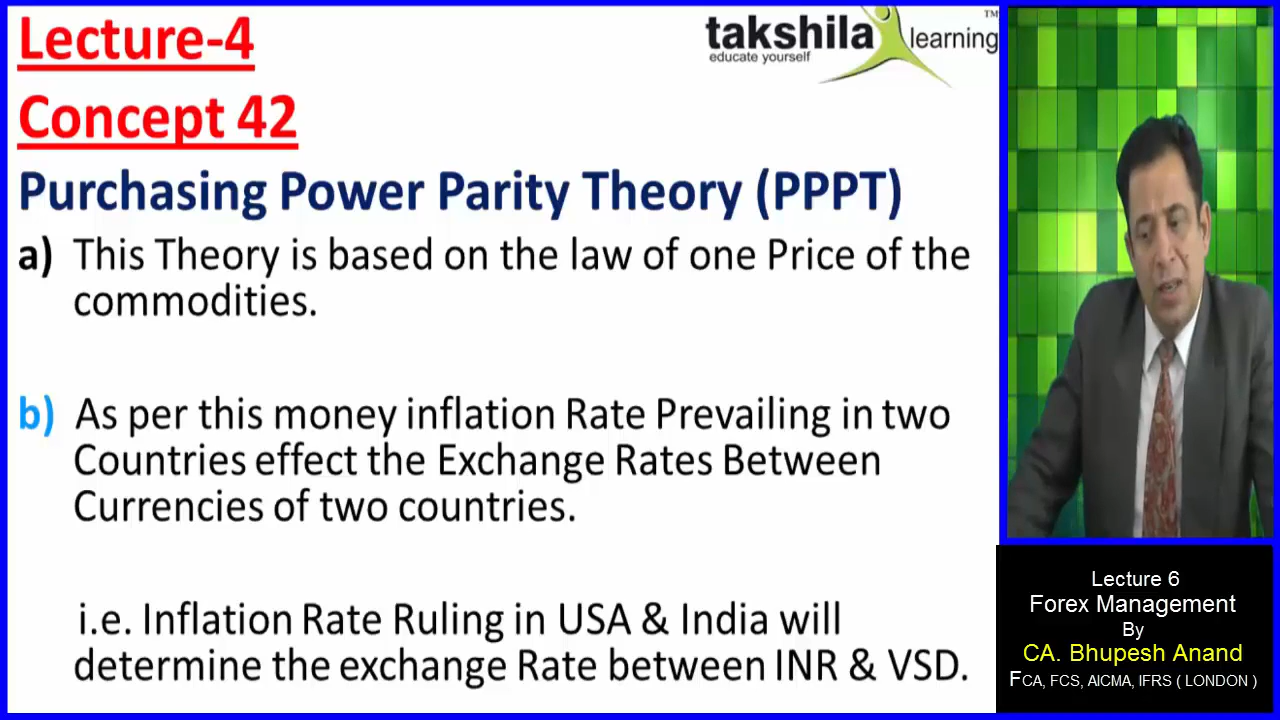 Lecture-4
takshila learning TM
educate yourself
Concept 42
Purchasing Power Parity Theory (PPPT)
a) This Theory is based on the law of one Price of the
commodities.
b) As per this money inflation Rate Prevailing in two
Countries effect the Exchange Rates Between
Currencies of two countries.
i.e. Inflation Rate Ruling in USA & India will
determine the exchange Rate between INR & VSD.
Lecture 6
Forex Management
By
CA. Bhupesh Anand
FCA, FCS, AICMA, IFRS ( LONDON )